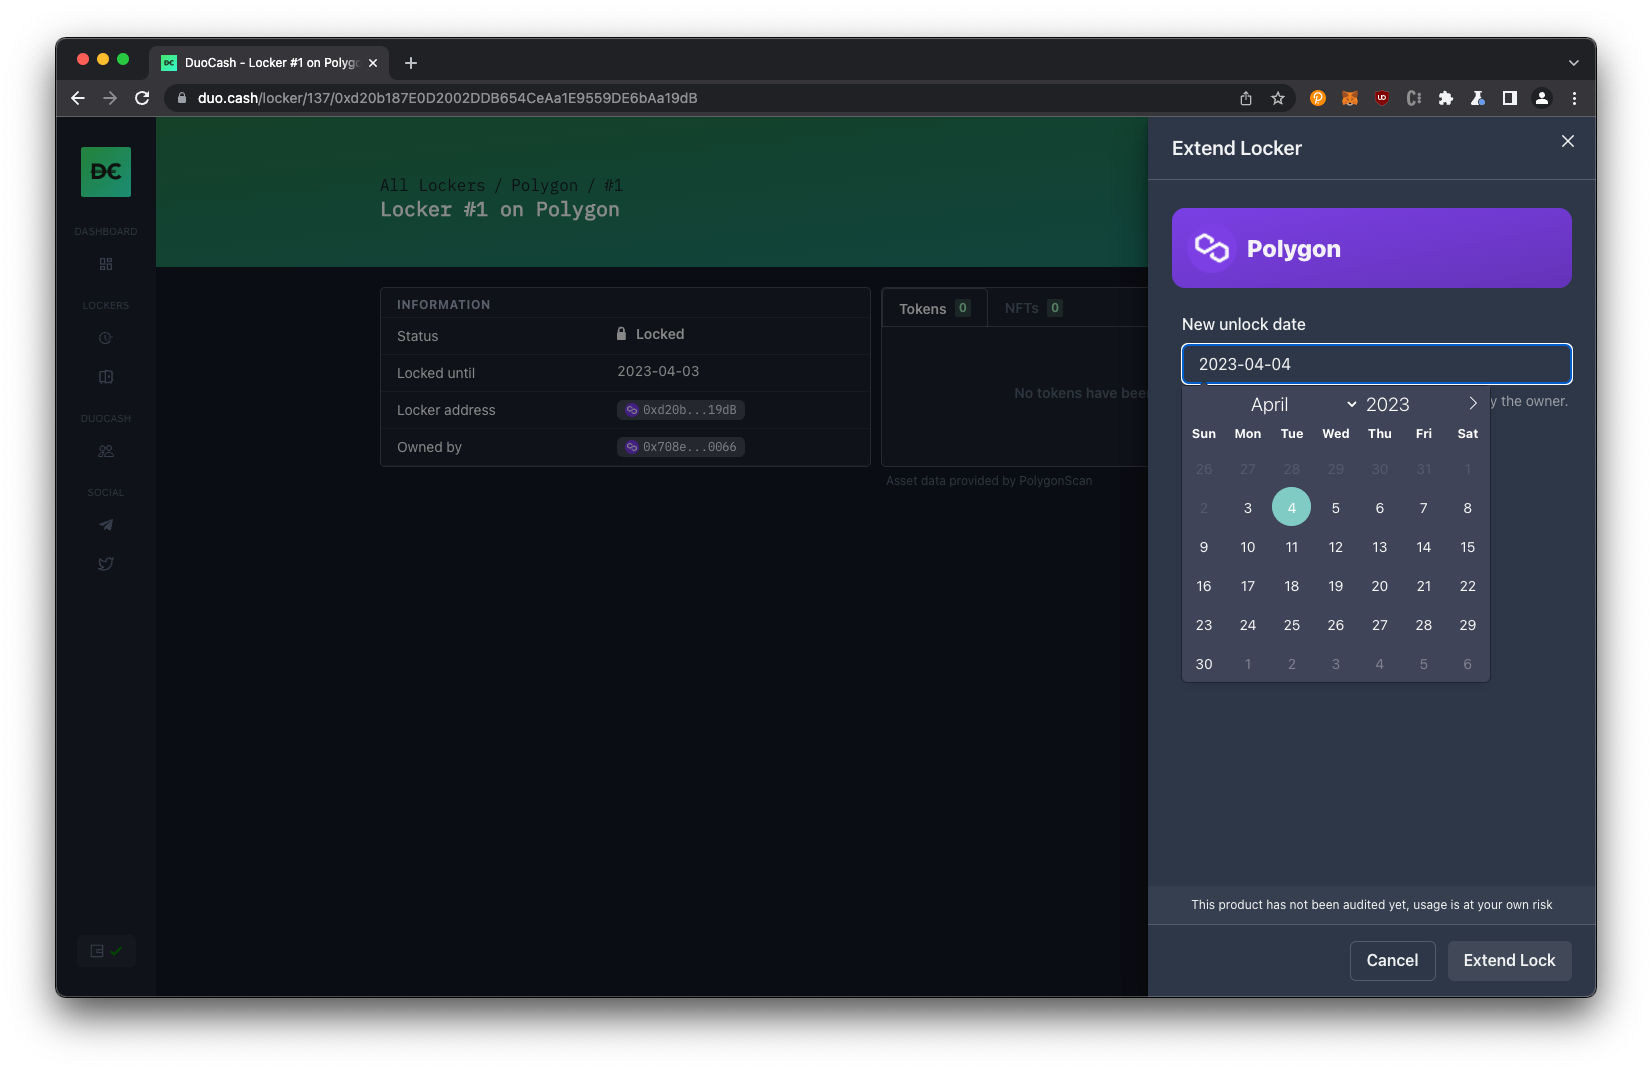 DuoCash - Locker #1 on Polyg
duo.cash/locker/137/0xd20b187E0D2002DDB654CeAa1E9559DE6bAa19dB
DASHBOARD
LOCKERS
DUOCASH
SOCIAL
All Lockers / Polygon / #1
Locker #1 on Polygon
INFORMATION
Status Locked
Locked until 2023-04-03
Locker address 0xd20b...19dB
Owned by 0x708e...0066
Tokens 0 NFTs 0
No tokens have been
Asset data provided by PolygonScan
Extend Locker
Polygon
New unlock date
2023-04-04
y the owner.
April 2023
Sun Mon Tue Wed Thu Fri Sat
26 27 28 29 30 31 1
2 3 4 5 6 7 8
9 10 11 12 13 14 15
16 17 18 19 20 21 22
23 24 25 26 27 28 29
30 1 2 3 4 5 6
This product has not been audited yet, usage is at your own risk
Cancel Extend Lock